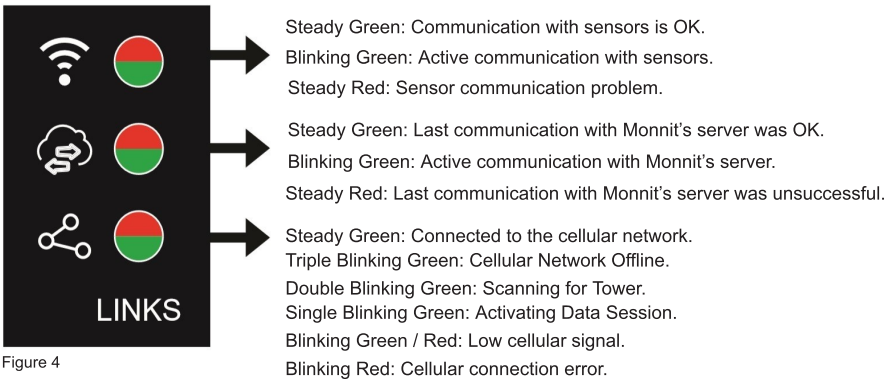 Steady Green: Communication with sensors is OK.
Blinking Green: Active communication with sensors.
Steady Red: Sensor communication problem.
Steady Green: Last communication with Monnit's server was OK.
Blinking Green: Active communication with Monnit's server.
Steady Red: Last communication with Monnit's server was unsuccessful.
Steady Green: Connected to the cellular network.
Triple Blinking Green: Cellular Network Offline.
Double Blinking Green: Scanning for Tower.
Single Blinking Green: Activating Data Session.
Blinking Green / Red: Low cellular signal.
Blinking Red: Cellular connection error.
LINKS
Figure 4